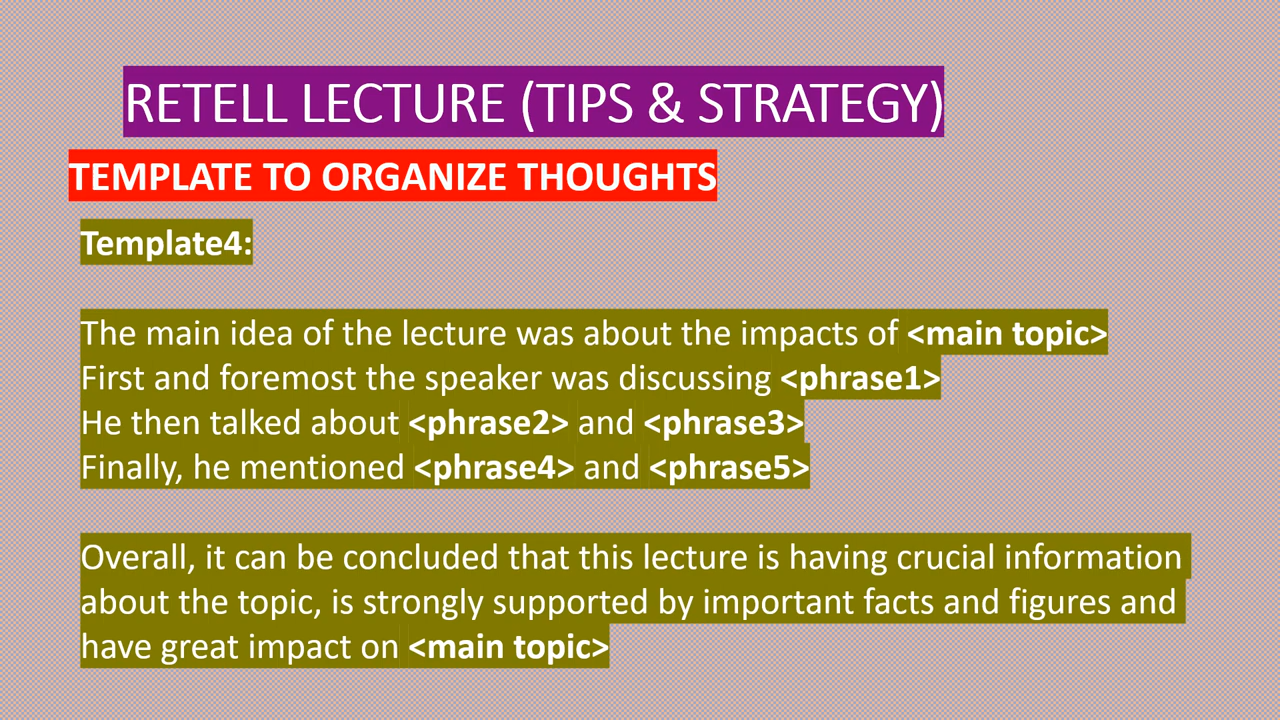 RETELL LECTURE (TIPS & STRATEGY)
TEMPLATE TO ORGANIZE THOUGHTS
Template4:
The main idea of the lecture was about the impacts of <main topic>
First and foremost the speaker was discussing <phrase1>
He then talked about <phrase2> and <phrase3>
Finally, he mentioned <phrase4> and <phrase5>
Overall, it can be concluded that this lecture is having crucial information
about the topic, is strongly supported by important facts and figures and
have great impact on <main topic>